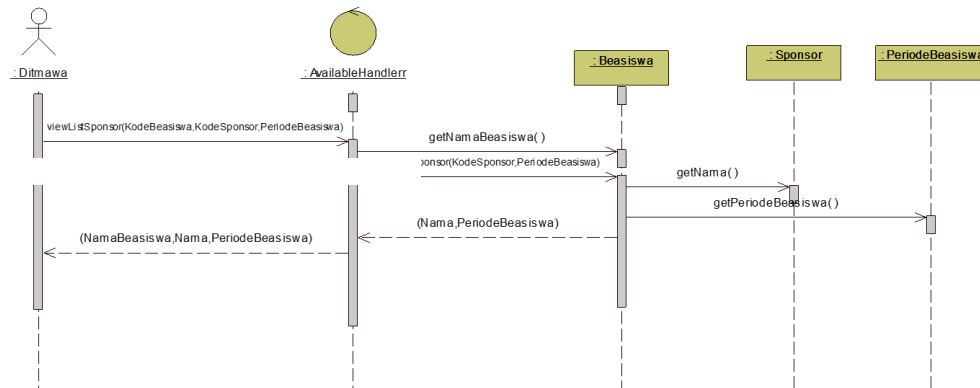 : Ditmawa
: AvailableHandlerr
: Beasiswa
: Sponsor
: PeriodeBeasiswa
viewListSponsor(KodeBeasiswa,KodeSponsor,PeriodeBeasiswa)
getNamaBeasiswa( )
ponsor(KodeSponsor,PeriodeBeasiswa)
getNama( )
getPeriodeBeasiswa( )
(Nama,PeriodeBeasiswa)
(NamaBeasiswa,Nama,PeriodeBeasiswa)